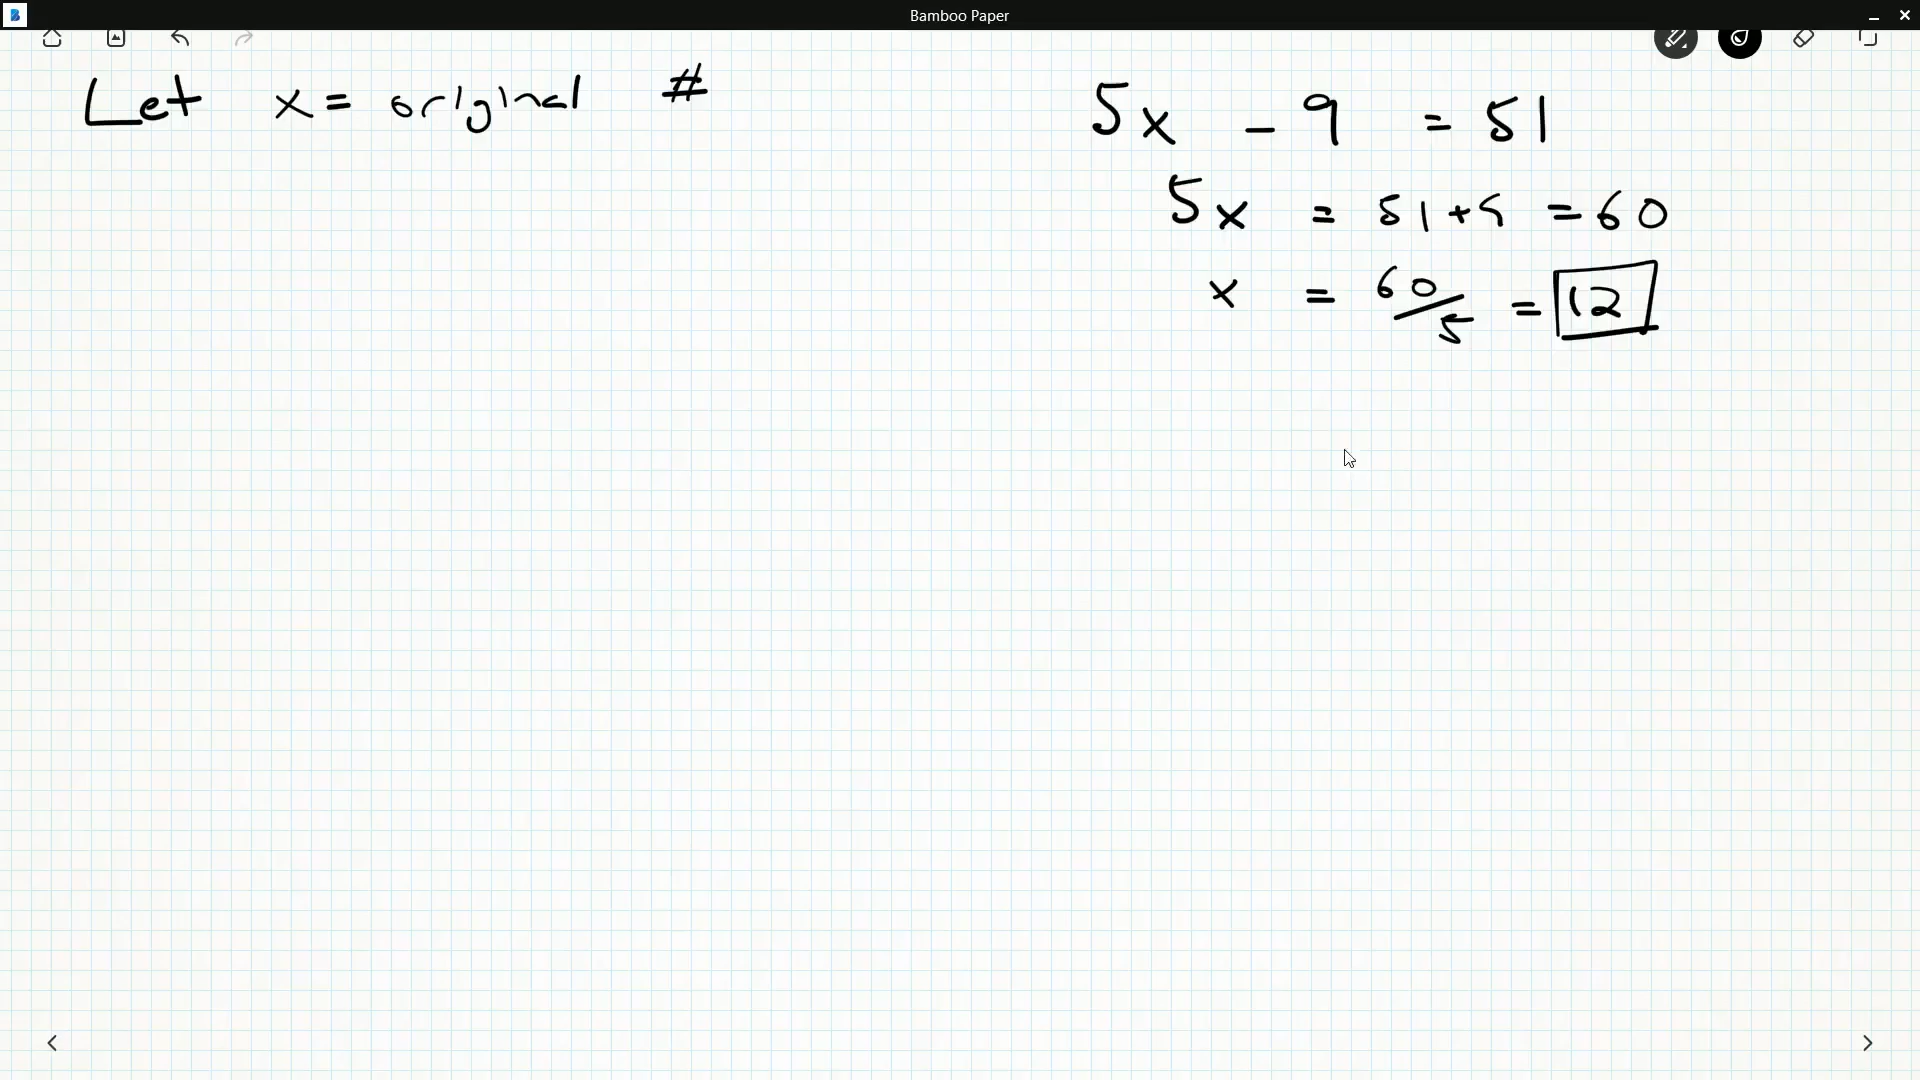 Bamboo Paper
Let x = original #
5x - 9 = 51
5x = 51 + 9 = 60
x = 60/5 = 12